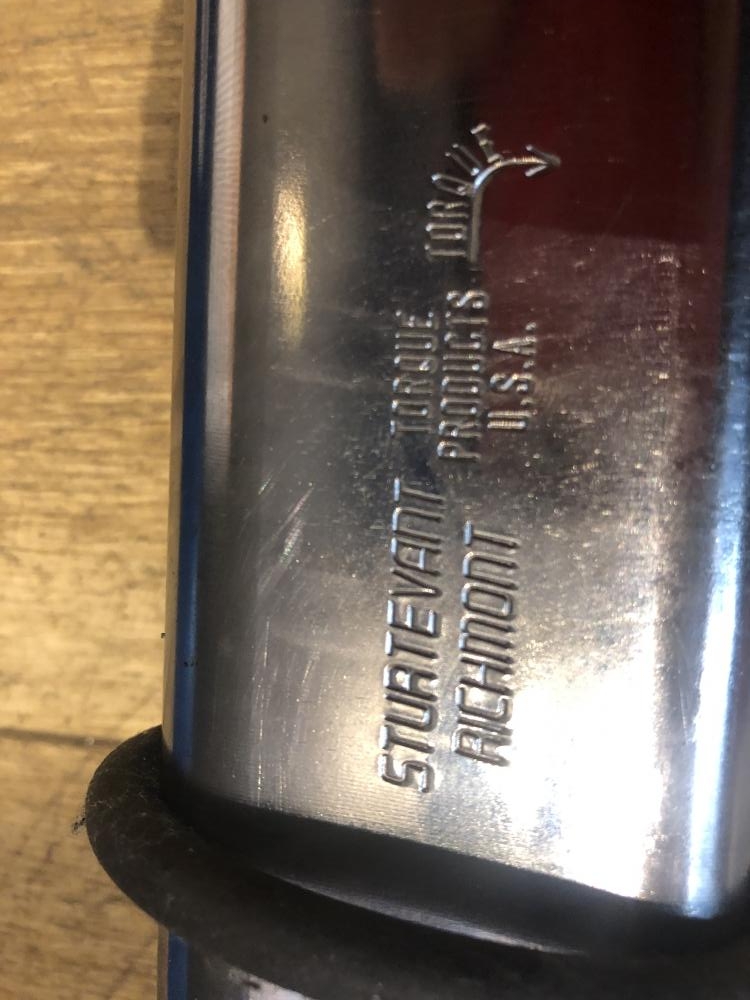 STURTEVANT
RICHMONT
TORQUE
PRODUCTS
U.S.A.
TORQUE